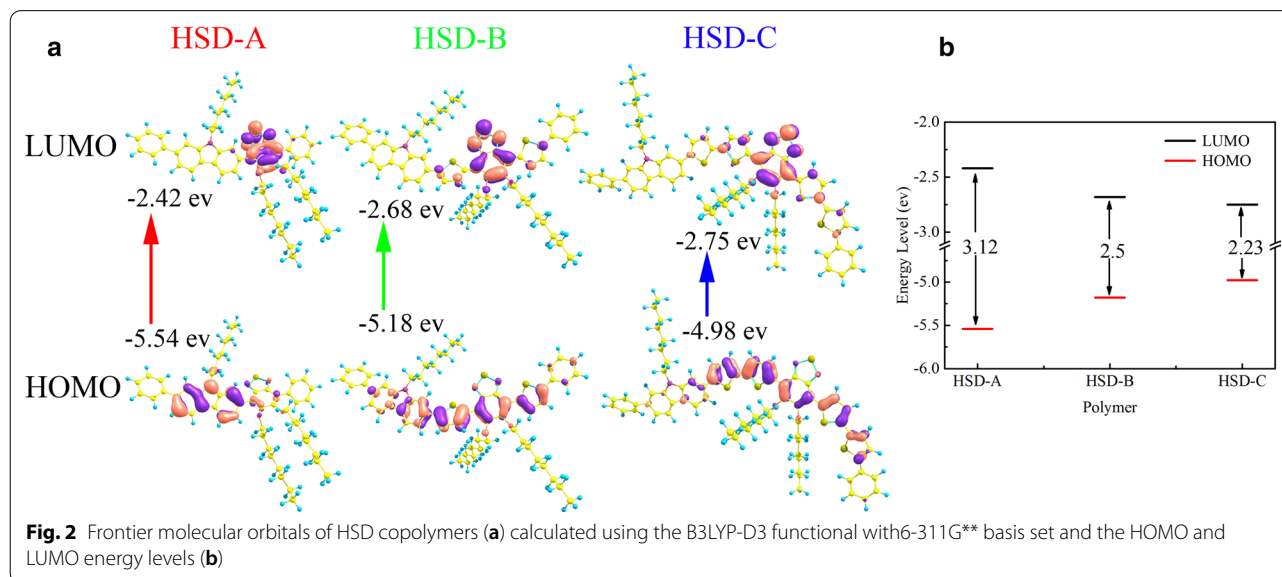 a
HSD-A
HSD-B
HSD-C
LUMO
-2.42 ev
-2.68 ev
-2.75 ev
-5.54 ev
-5.18 ev
-4.98 ev
HOMO
b
-2.0
-2.5
-3.0
-5.0
-5.5
-6.0
Energy Level (ev)
LUMO
HOMO
3.12
2.5
2.23
HSD-A
HSD-B
HSD-C
Polymer
Fig. 2 Frontier molecular orbitals of HSD copolymers (a) calculated using the B3LYP-D3 functional with6-311G** basis set and the HOMO and
LUMO energy levels (b)